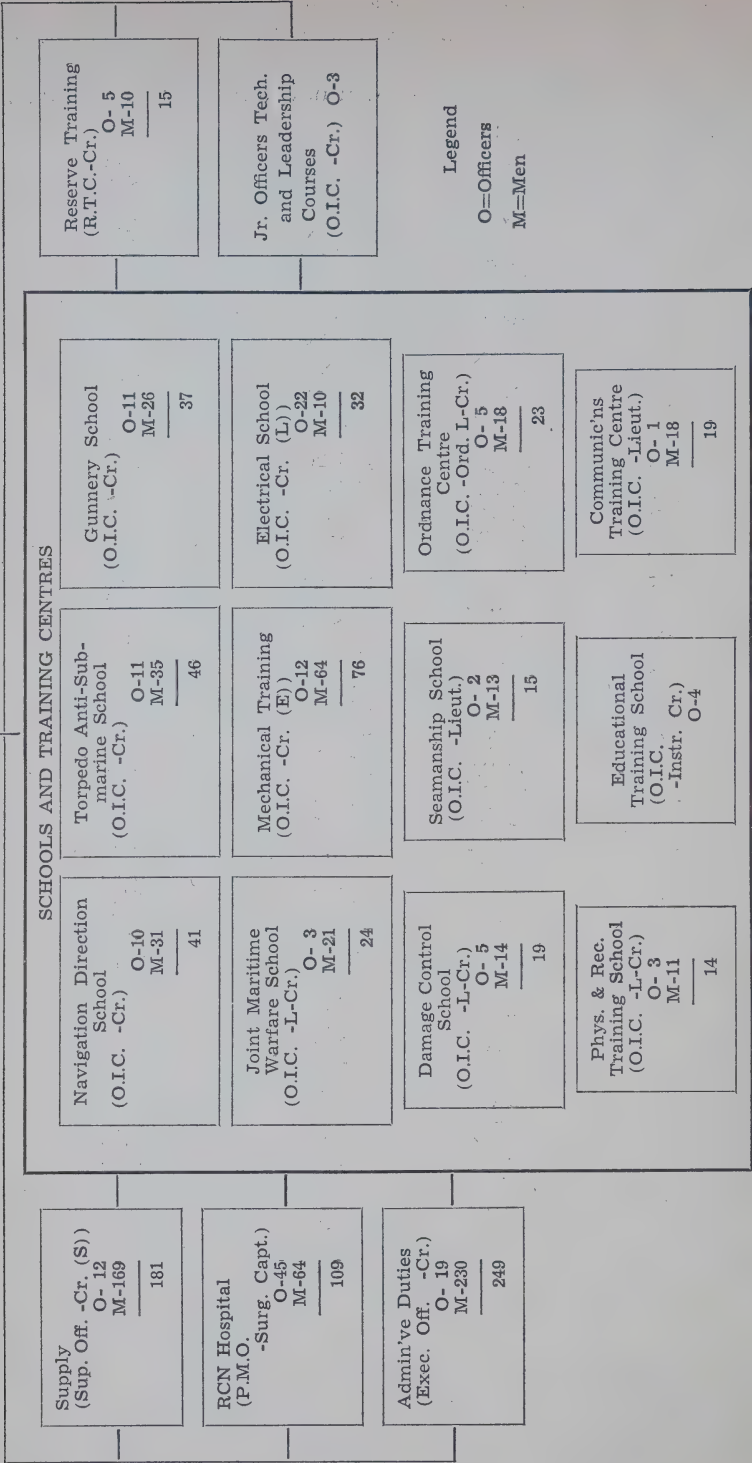 Supply
(Sup. Off. -Cr. (S))
O- 12
M-169
181
RCN Hospital
(P.M.O.
-Surg. Capt.)
O-45
M-64
109
Admin've Duties
(Exec. Off. -Cr.)
O- 19
M-230
249
SCHOOLS AND TRAINING CENTRES
Navigation Direction
School
(O.I.C. -Cr.)
O-10
M-31
41
Torpedo Anti-Sub-
marine School
(O.I.C. -Cr.)
O-11
M-35
46
Gunnery School
(O.I.C. -Cr.)
O-11
M-26
37
Joint Maritime
Warfare School
(O.I.C. -L-Cr.)
O- 3
M-21
24
Mechanical Training
(O.I.C. -Cr. (E))
O-12
M-64
76
Electrical School
(O.I.C. -Cr. (L))
O-22
M-10
32
Damage Control
School
(O.I.C. -L-Cr.)
O- 5
M-14
19
Seamanship School
(O.I.C. -Lieut.)
O- 2
M-13
15
Ordnance Training
Centre
(O.I.C. -Ord. L-Cr.)
O- 5
M-18
23
Phys. & Rec.
Training School
(O.I.C. -L-Cr.)
O- 3
M-11
14
Educational
Training School
(O.I.C.
-Instr. Cr.)
O-4
Communic'ns
Training Centre
(O.I.C. -Lieut.)
O- 1
M-18
19
Reserve Training
(R.T.C.-Cr.)
O- 5
M-10
15
Jr. Officers Tech.
and Leadership
Courses
(O.I.C. -Cr.) O-3
Legend
O=Officers
M=Men